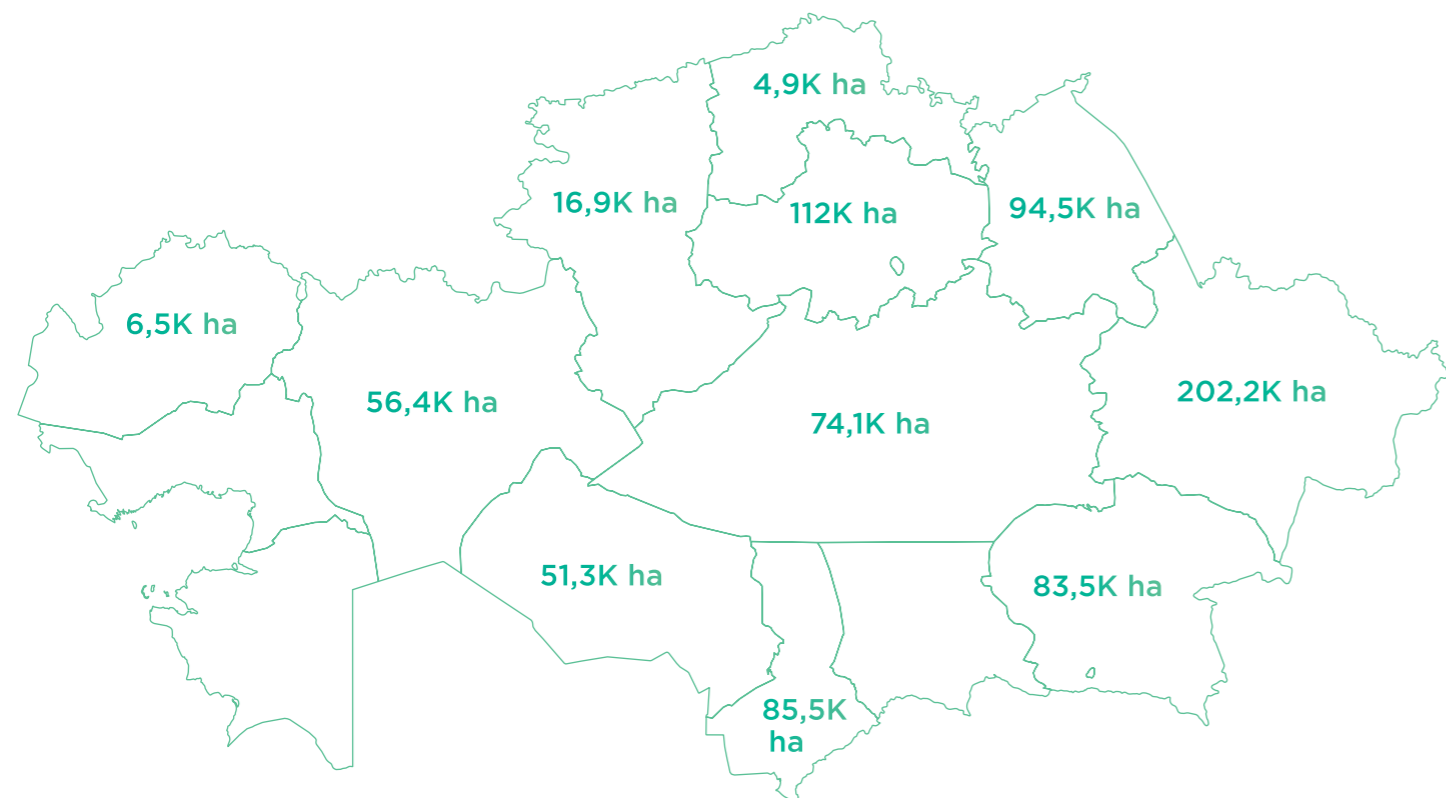 4,9K ha
16,9K ha
112K ha
94,5K ha
6,5K ha
56,4K ha
74,1K ha
202,2K ha
51,3K ha
83,5K ha
85,5K
ha